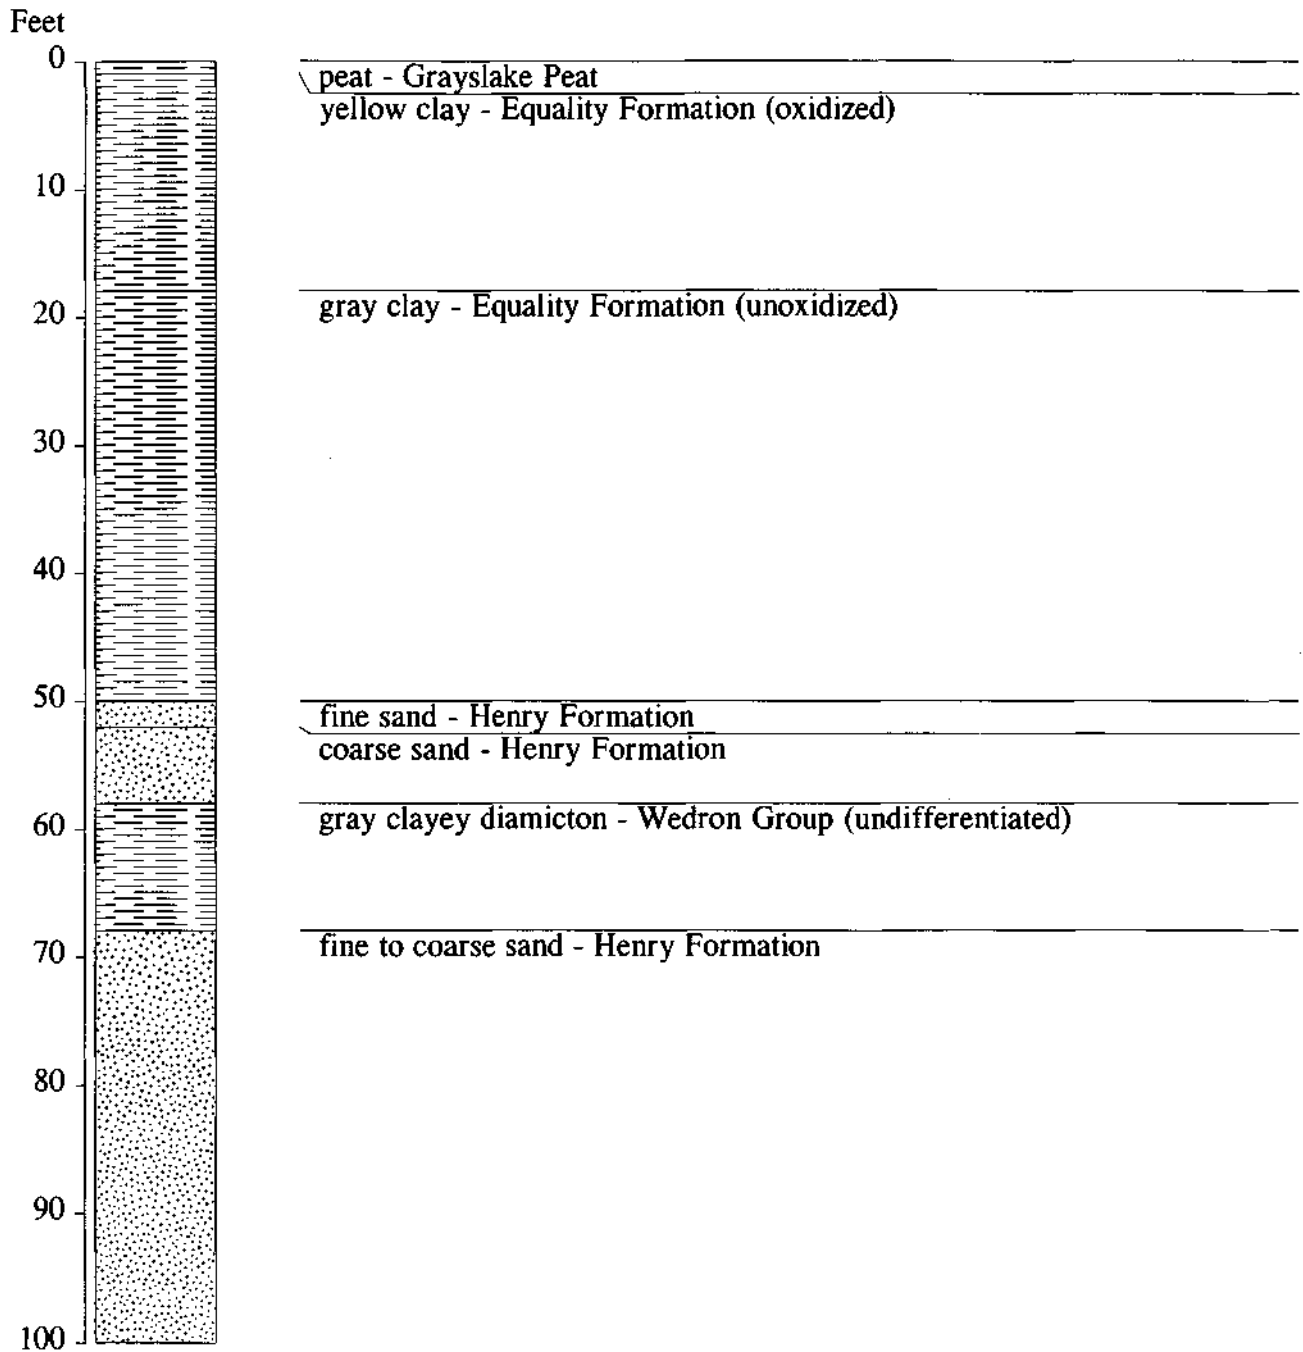 Feet
0
peat - Grayslake Peat
yellow clay - Equality Formation (oxidized)
10
gray clay - Equality Formation (unoxidized)
20
30
40
50
fine sand - Henry Formation
coarse sand - Henry Formation
60
gray clayey diamicton - Wedron Group (undifferentiated)
70
fine to coarse sand - Henry Formation
80
90
100